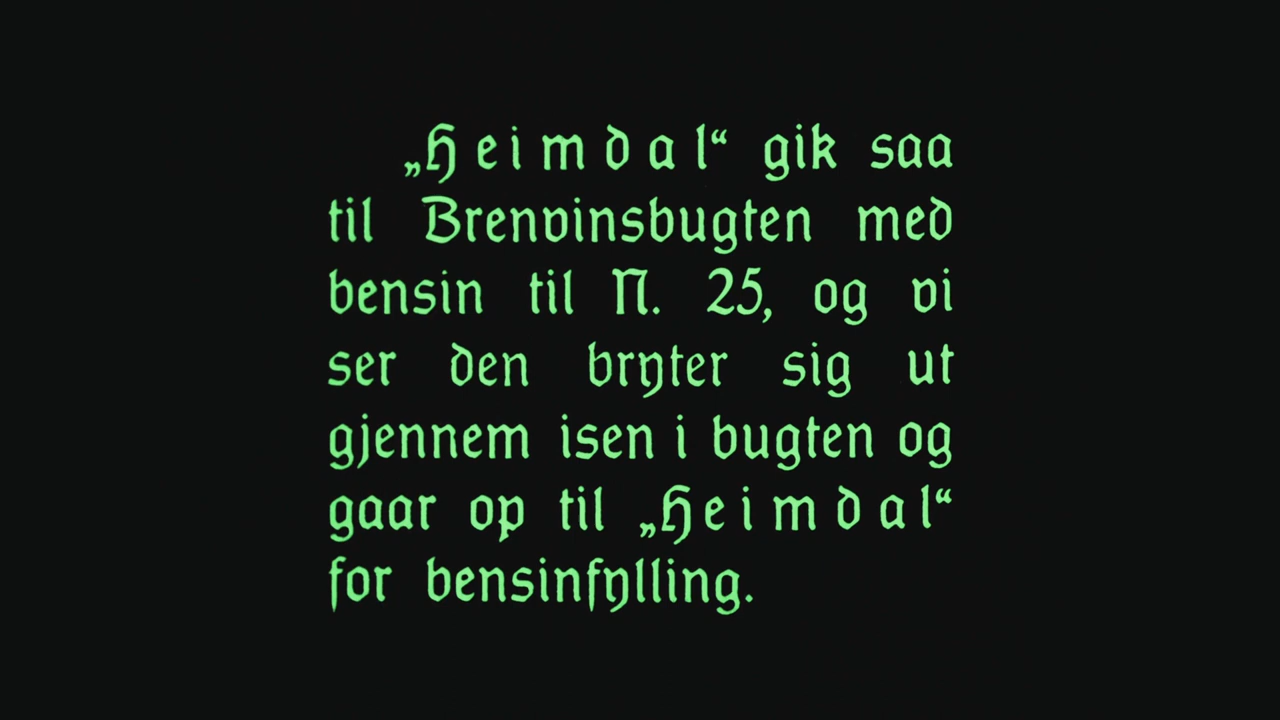 „Heimdal“ gik saa
til Brenvinsbugten med
bensin til N. 25, og vi
ser den bryter sig ut
gjennem isen i bugten og
gaar op til „Heimdal“
for bensinfylling.